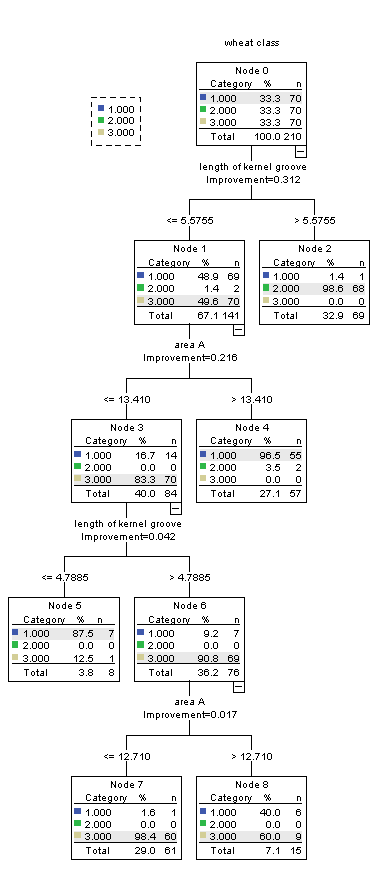 wheat class
1.000
2.000
3.000
Node 0
Category % n
1.000 33.3 70
2.000 33.3 70
3.000 33.3 70
Total 100.0 210
length of kernel groove
Improvement=0.312
<= 5.5755
> 5.5755
Node 1
Category % n
1.000 48.9 69
2.000 1.4 2
3.000 49.6 70
Total 67.1 141
Node 2
Category % n
1.000 1.4 1
2.000 98.6 68
3.000 0.0 0
Total 32.9 69
area A
Improvement=0.216
<= 13.410
> 13.410
Node 3
Category % n
1.000 16.7 14
2.000 0.0 0
3.000 83.3 70
Total 40.0 84
Node 4
Category % n
1.000 96.5 55
2.000 3.5 2
3.000 0.0 0
Total 27.1 57
length of kernel groove
Improvement=0.042
<= 4.7885
> 4.7885
Node 5
Category % n
1.000 87.5 7
2.000 0.0 0
3.000 12.5 1
Total 3.8 8
Node 6
Category % n
1.000 9.2 7
2.000 0.0 0
3.000 90.8 69
Total 36.2 76
area A
Improvement=0.017
<= 12.710
> 12.710
Node 7
Category % n
1.000 1.6 1
2.000 0.0 0
3.000 98.4 60
Total 29.0 61
Node 8
Category % n
1.000 40.0 6
2.000 0.0 0
3.000 60.0 9
Total 7.1 15